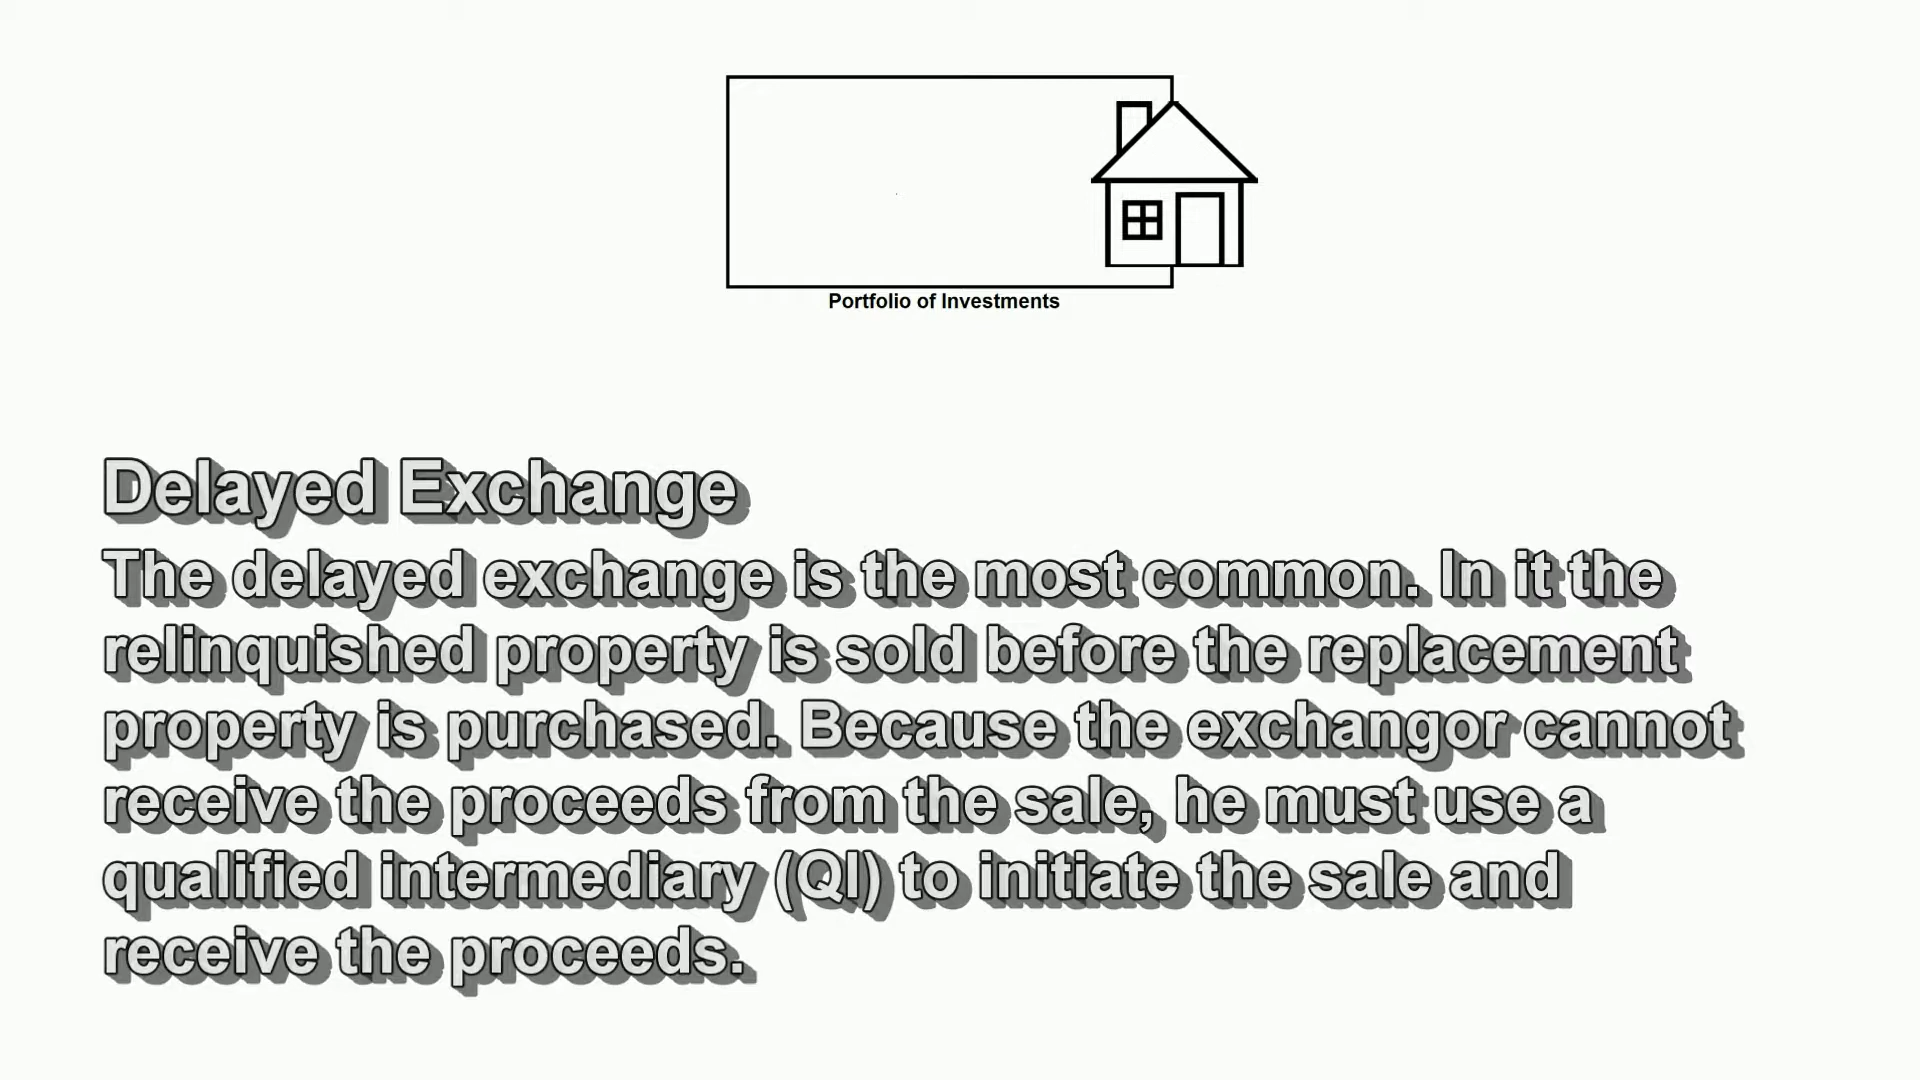 Portfolio of Investments
Delayed Exchange
The delayed exchange is the most common. In it the
relinquished property is sold before the replacement
property is purchased. Because the exchangor cannot
receive the proceeds from the sale, he must use a
qualified intermediary (QI) to initiate the sale and
receive the proceeds.